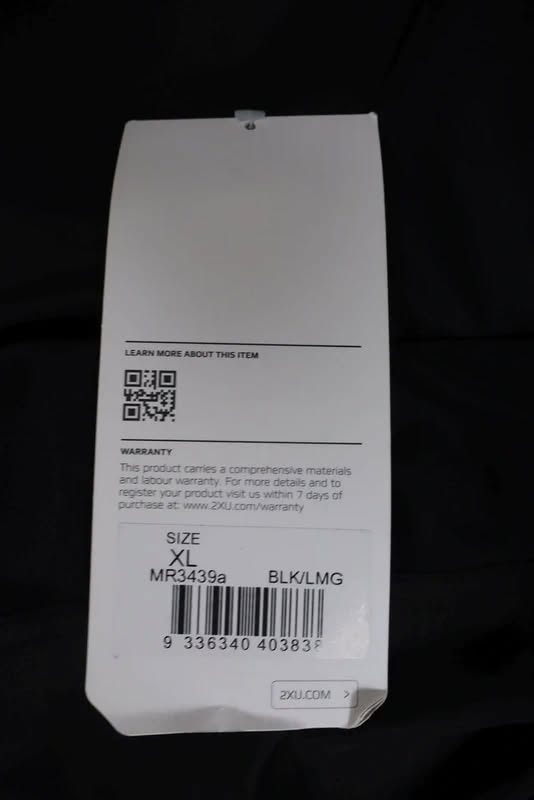 LEARN MORE ABOUT THIS ITEM
WARRANTY
This product carries a comprehensive materials
and labour warranty. For more details and to
register your product visit us within 7 days of
purchase at: www.2XU.com/warranty
SIZE
XL
MR3439a BLK/LMG
9 336340 403838
2XU.COM >